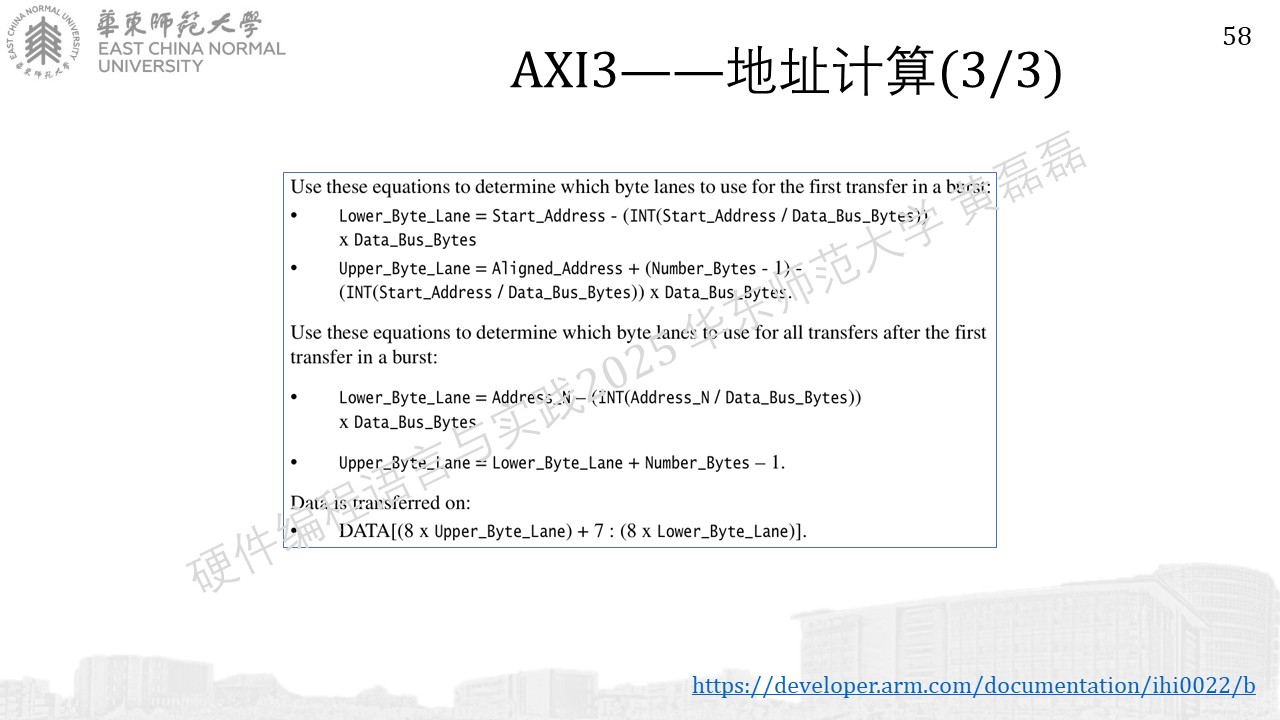 華東師範大學
EAST CHINA NORMAL
UNIVERSITY
EAST CHINA NORMAL UNIVERSITY
華東師範大學
58
AXI3——地址计算(3/3)
Use these equations to determine which byte lanes to use for the first transfer in a burst:
• Lower_Byte_Lane = Start_Address - (INT(Start_Address / Data_Bus_Bytes))
x Data_Bus_Bytes
• Upper_Byte_Lane = Aligned_Address + (Number_Bytes - 1) -
(INT(Start_Address / Data_Bus_Bytes)) x Data_Bus_Bytes.
Use these equations to determine which byte lanes to use for all transfers after the first
transfer in a burst:
• Lower_Byte_Lane = Address_N – (INT(Address_N / Data_Bus_Bytes))
x Data_Bus_Bytes
• Upper_Byte_Lane = Lower_Byte_Lane + Number_Bytes – 1.
Data is transferred on:
• DATA[(8 x Upper_Byte_Lane) + 7 : (8 x Lower_Byte_Lane)].
硬件编程语言与实践2025 华东师范大学 黄磊磊
https://developer.arm.com/documentation/ihi0022/b